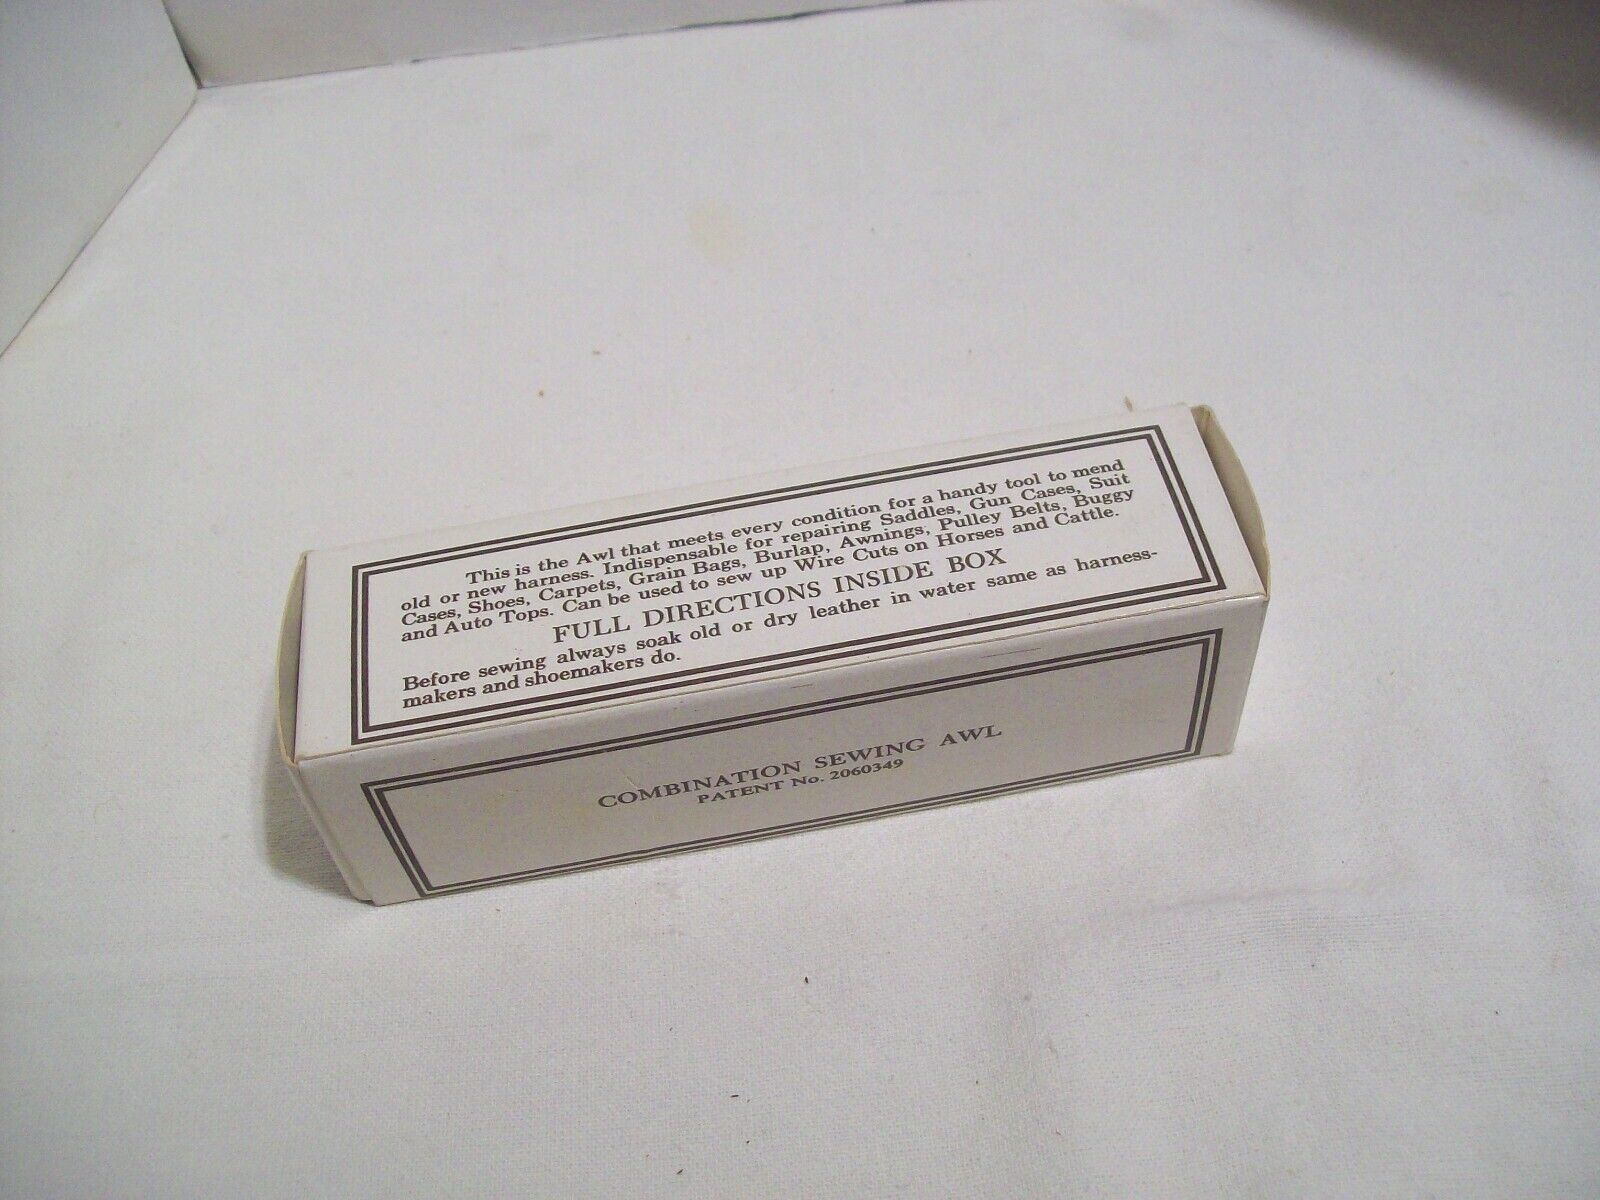 This is the Awl that meets every condition for a handy tool to mend
old or new harness. Indispensable for repairing Saddles, Gun Cases, Suit
Cases, Shoes, Carpets, Grain Bags, Burlap, Awnings, Pulley Belts, Buggy
and Auto Tops. Can be used to sew up Wire Cuts on Horses and Cattle.
FULL DIRECTIONS INSIDE BOX
Before sewing always soak old or dry leather in water same as harness-
makers and shoemakers do.
COMBINATION SEWING AWL
PATENT No. 2060349